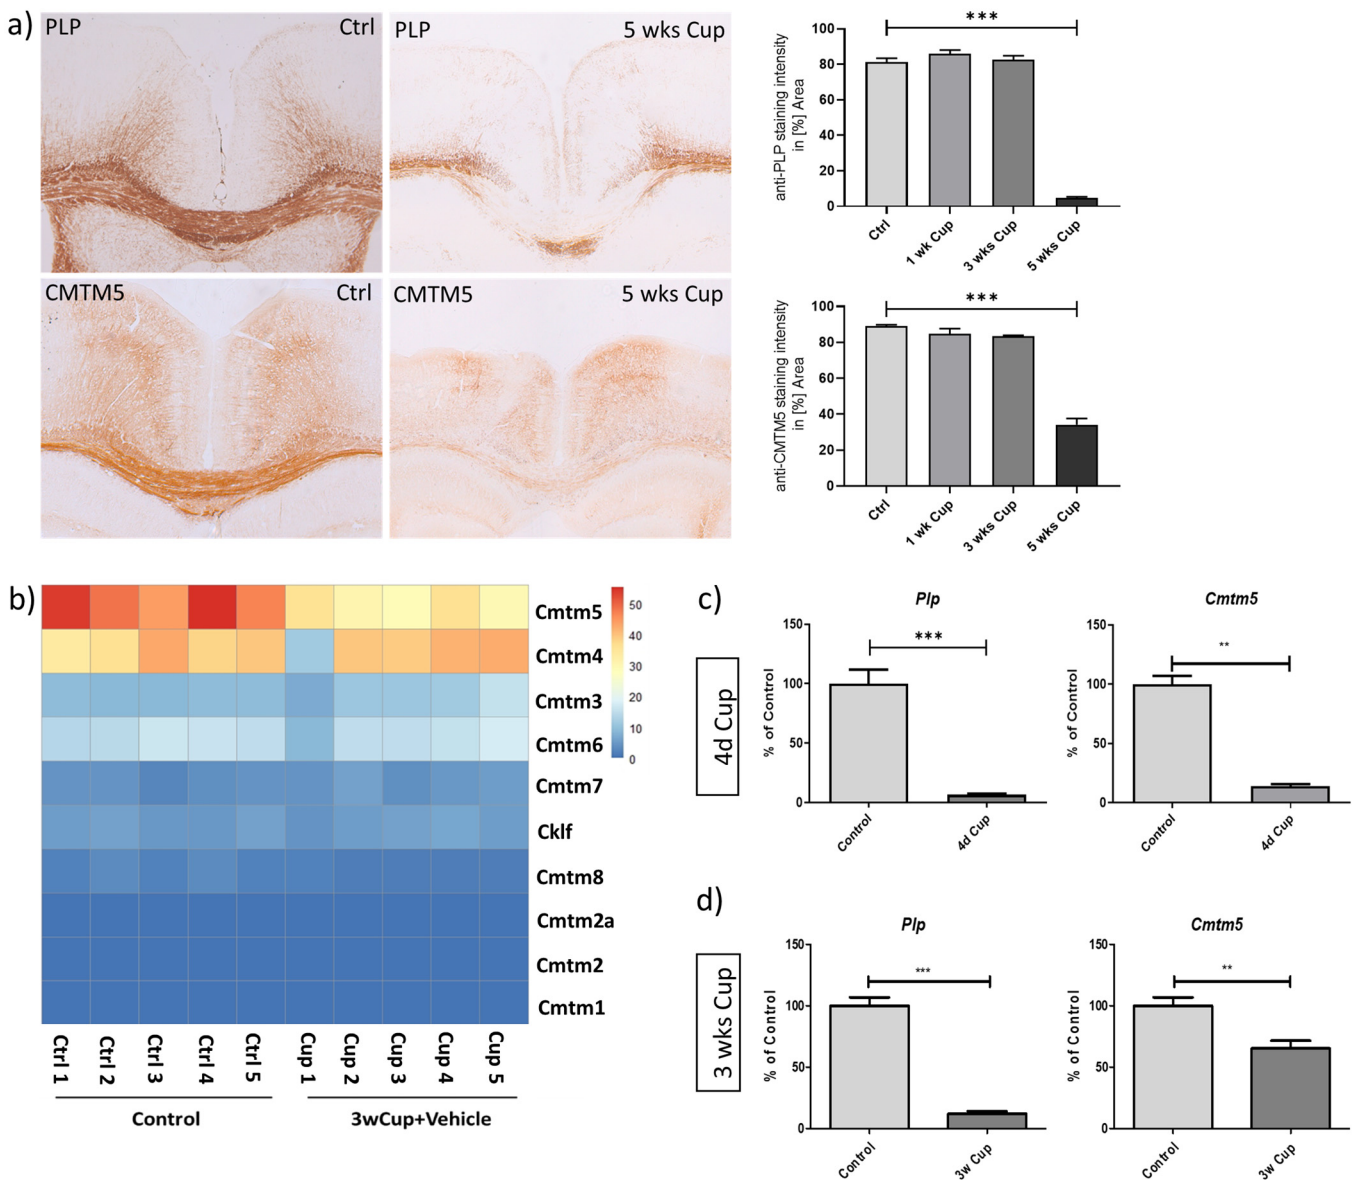 a)
PLP
Ctrl
PLP
5 wks Cup
CMTM5
Ctrl
CMTM5
5 wks Cup
anti-PLP staining intensity
in [%] Area
100
80
60
40
20
0
***
Ctrl
1 wk Cup
3 wks Cup
5 wks Cup
anti-CMTM5 staining intensity
in [%] Area
100
80
60
40
20
0
***
Ctrl
1 wk Cup
3 wks Cup
5 wks Cup
b)
Cmtm5
Cmtm4
Cmtm3
Cmtm6
Cmtm7
Cklf
Cmtm8
Cmtm2a
Cmtm2
Cmtm1
50
40
30
20
10
0
Ctrl 1
Ctrl 2
Ctrl 3
Ctrl 4
Ctrl 5
Cup 1
Cup 2
Cup 3
Cup 4
Cup 5
Control
3wCup+Vehicle
c)
4d Cup
Plp
% of Control
150
100
50
0
***
Control
4d Cup
Cmtm5
% of Control
150
100
50
0
**
Control
4d Cup
d)
3 wks Cup
Plp
% of Control
150
100
50
0
***
Control
3w Cup
Cmtm5
% of Control
150
100
50
0
**
Control
3w Cup